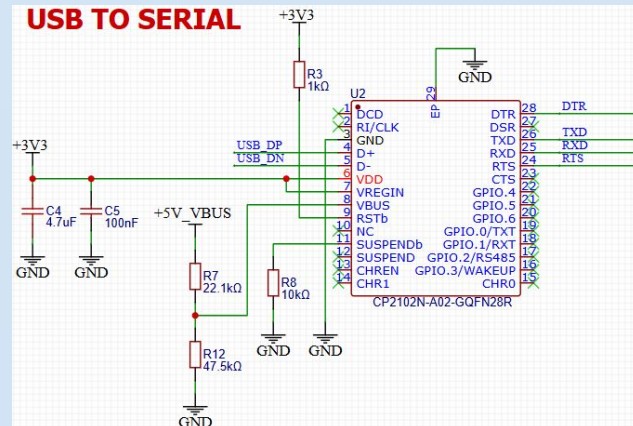 USB TO SERIAL
+3V3
R3
1kΩ
GND
U2
EP 29
1 DCD
2 RI/CLK
3 GND
4 D+
5 D-
6 VDD
7 VREGIN
8 VBUS
9 RSTb
10 NC
11 SUSPENDb
12 SUSPEND
13 CHREN
14 CHR1
DTR 28 DTR
DSR 27
TXD 26 TXD
RXD 25 RXD
RTS 24 RTS
CTS 23
GPIO.4 22
GPIO.5 21
GPIO.6 20
GPIO.0/TXT 19
GPIO.1/RXT 18
GPIO.2/RS485 17
GPIO.3/WAKEUP 16
CHR0 15
CP2102N-A02-GQFN28R
USB_DP
USB_DN
+3V3
C4
4.7uF
GND
C5
100nF
GND
+5V_VBUS
R7
22.1kΩ
R12
47.5kΩ
GND
R8
10kΩ
GND
GND